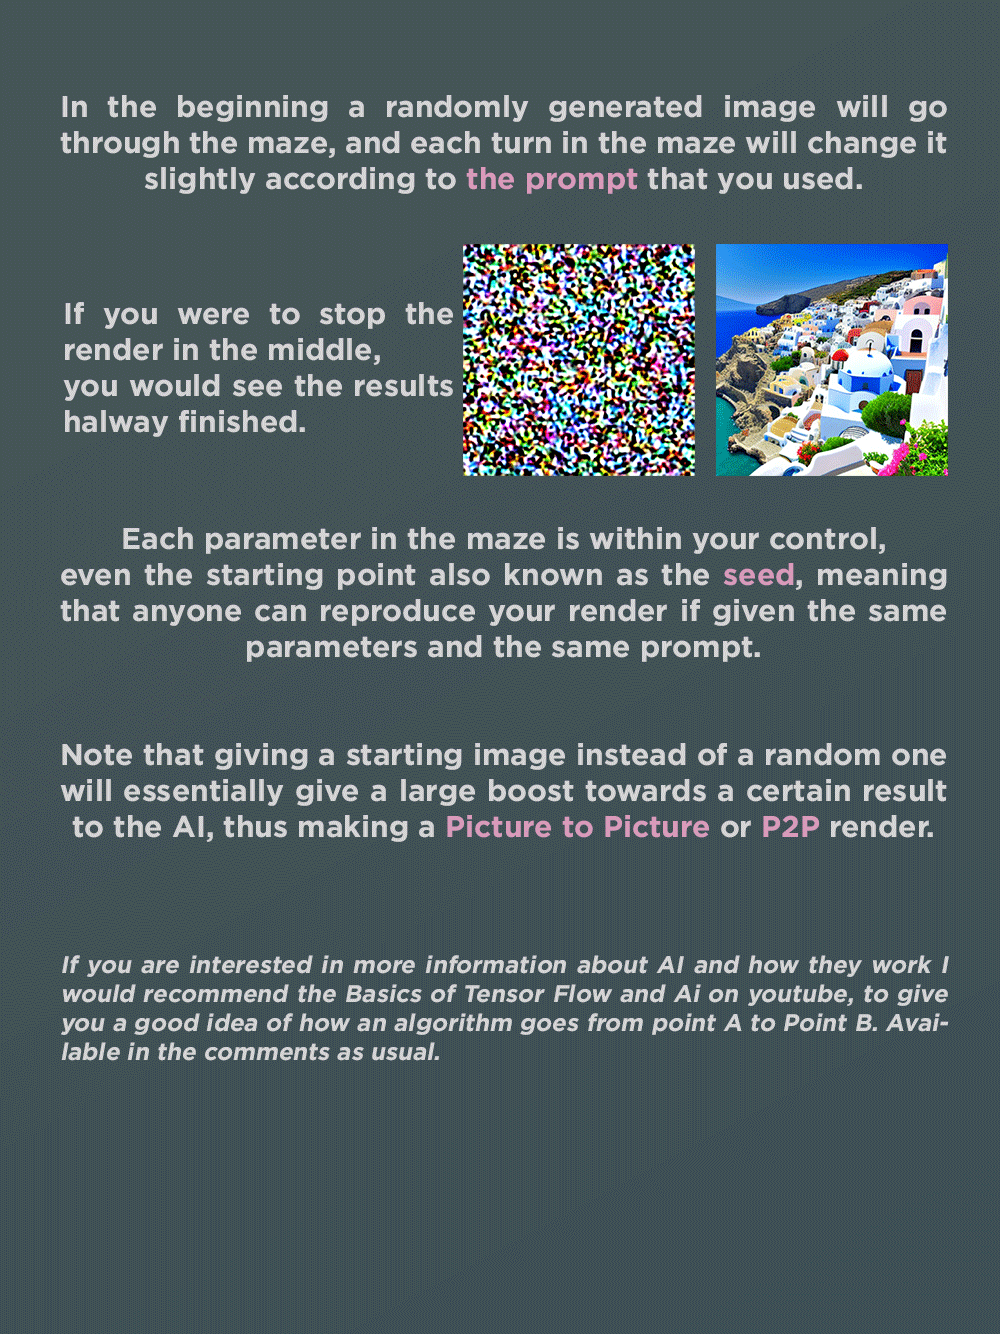 In the beginning a randomly generated image will go
through the maze, and each turn in the maze will change it
slightly according to the prompt that you used.
If you were to stop the
render in the middle,
you would see the results
halway finished.
Each parameter in the maze is within your control,
even the starting point also known as the seed, meaning
that anyone can reproduce your render if given the same
parameters and the same prompt.
Note that giving a starting image instead of a random one
will essentially give a large boost towards a certain result
to the AI, thus making a Picture to Picture or P2P render.
If you are interested in more information about AI and how they work I
would recommend the Basics of Tensor Flow and Ai on youtube, to give
you a good idea of how an algorithm goes from point A to Point B. Avai-
lable in the comments as usual.